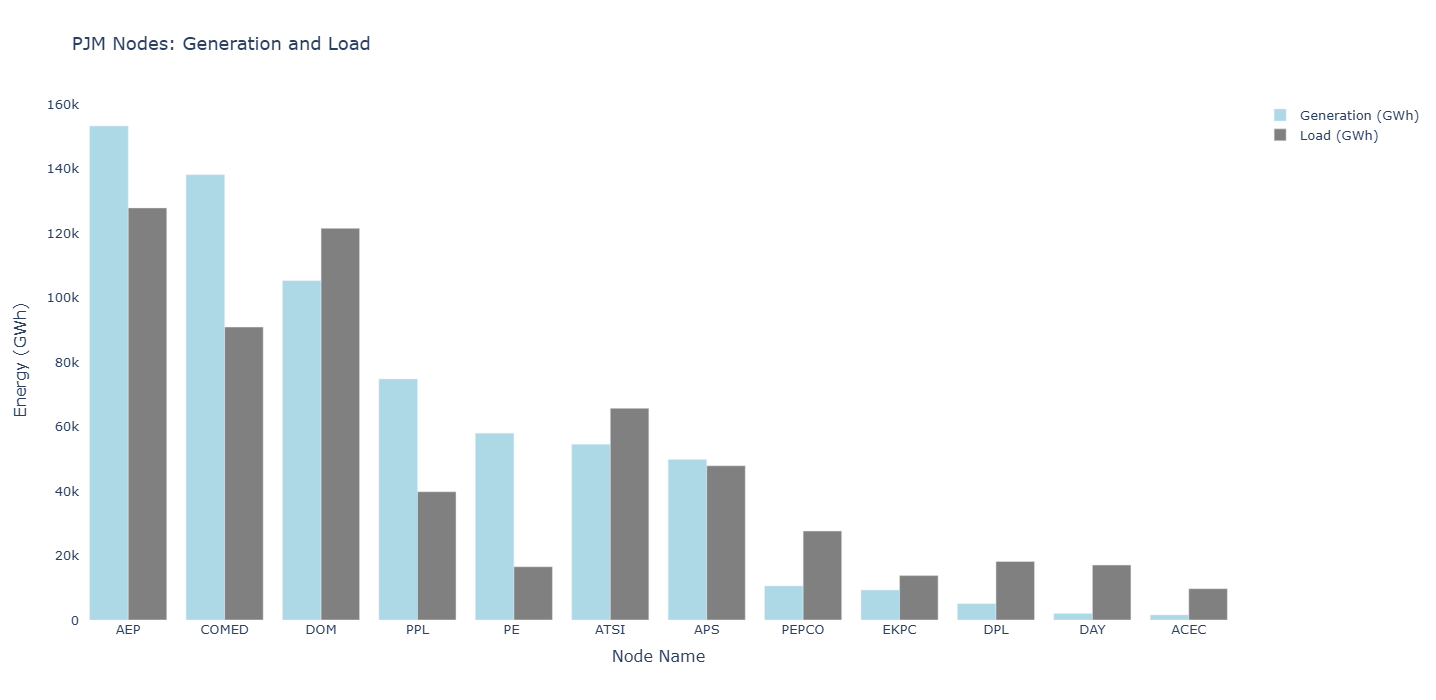 PJM Nodes: Generation and Load
Generation (GWh)
Load (GWh)
Energy (GWh)
160k
140k
120k
100k
80k
60k
40k
20k
0
AEP COMED DOM PPL PE ATSI APS PEPCO EKPC DPL DAY ACEC
Node Name